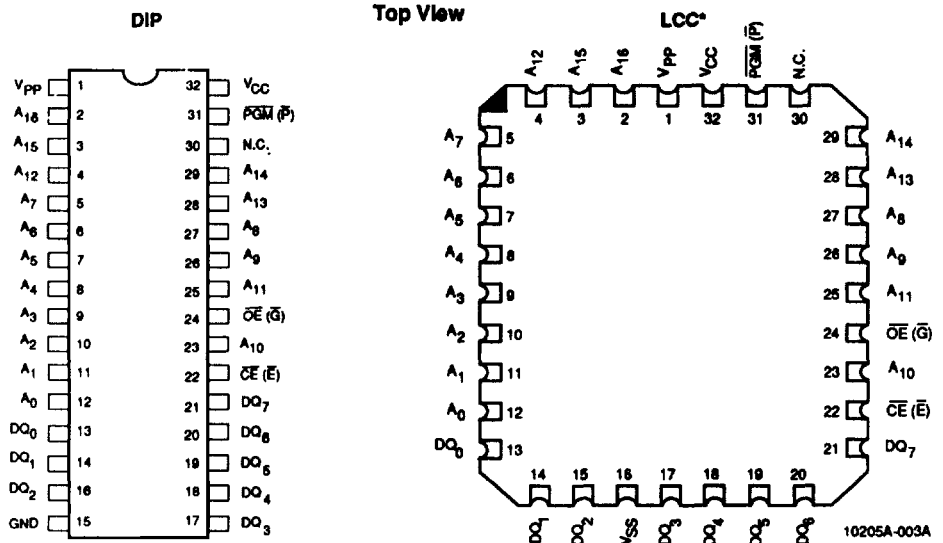 Top View
DIP
VPP 1 32 VCC
A16 2 31 PGM (P)
A15 3 30 N.C.
A12 4 29 A14
A7 5 28 A13
A6 6 27 A8
A5 7 26 A9
A4 8 25 A11
A3 9 24 OE (G)
A2 10 23 A10
A1 11 22 CE (E)
A0 12 21 DQ7
DQ0 13 20 DQ6
DQ1 14 19 DQ5
DQ2 16 18 DQ4
GND 15 17 DQ3
LCC*
A12 A15 A16 VPP VCC PGM (P) N.C.
4 3 2 1 32 31 30
A7 5 29 A14
A6 6 28 A13
A5 7 27 A8
A4 8 26 A9
A3 9 25 A11
A2 10 24 OE (G)
A1 11 23 A10
A0 12 22 CE (E)
DQ0 13 21 DQ7
14 15 16 17 18 19 20
DQ1 DQ2 VSS DQ3 DQ4 DQ5 DQ6
10205A-003A